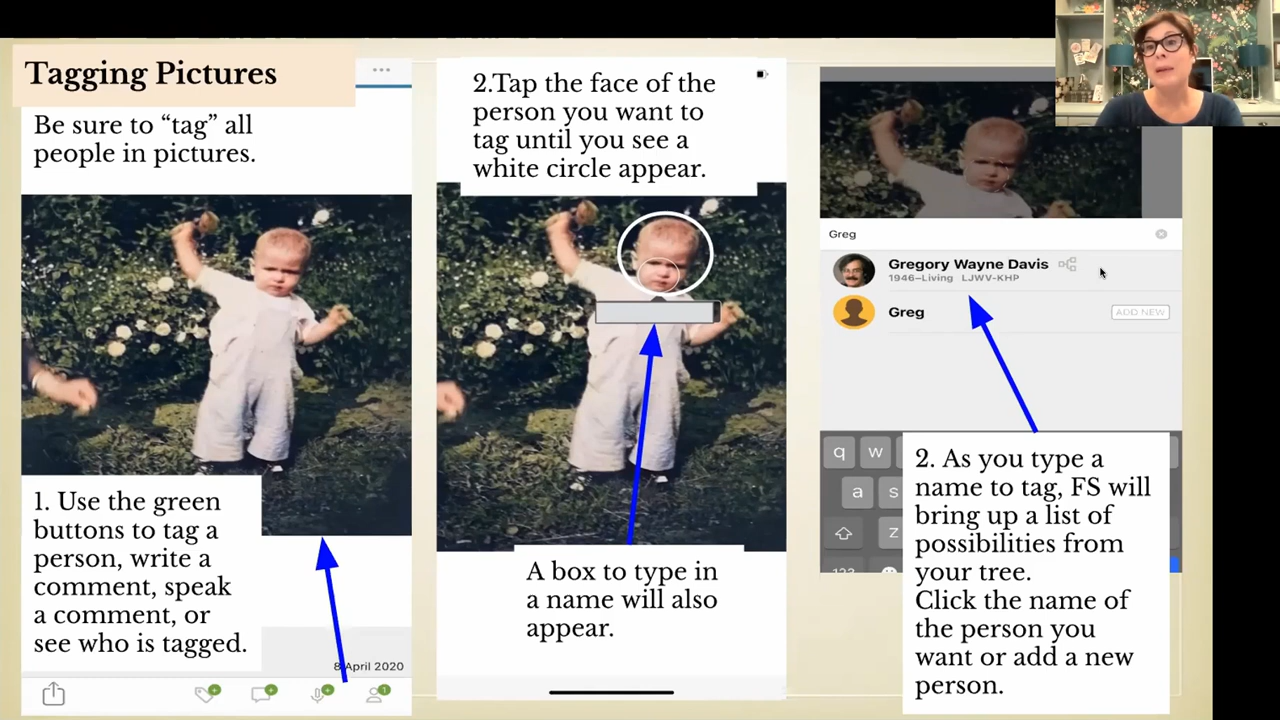 Tagging Pictures
Be sure to “tag” all
people in pictures.
1. Use the green
buttons to tag a
person, write a
comment, speak
a comment, or
see who is tagged.
8 April 2020
1
2.Tap the face of the
person you want to
tag until you see a
white circle appear.
A box to type in
a name will also
appear.
Greg
Gregory Wayne Davis
1946–Living LJWV-KHP
Greg
ADD NEW
q w
a s
z
123
2. As you type a
name to tag, FS will
bring up a list of
possibilities from
your tree.
Click the name of
the person you
want or add a new
person.